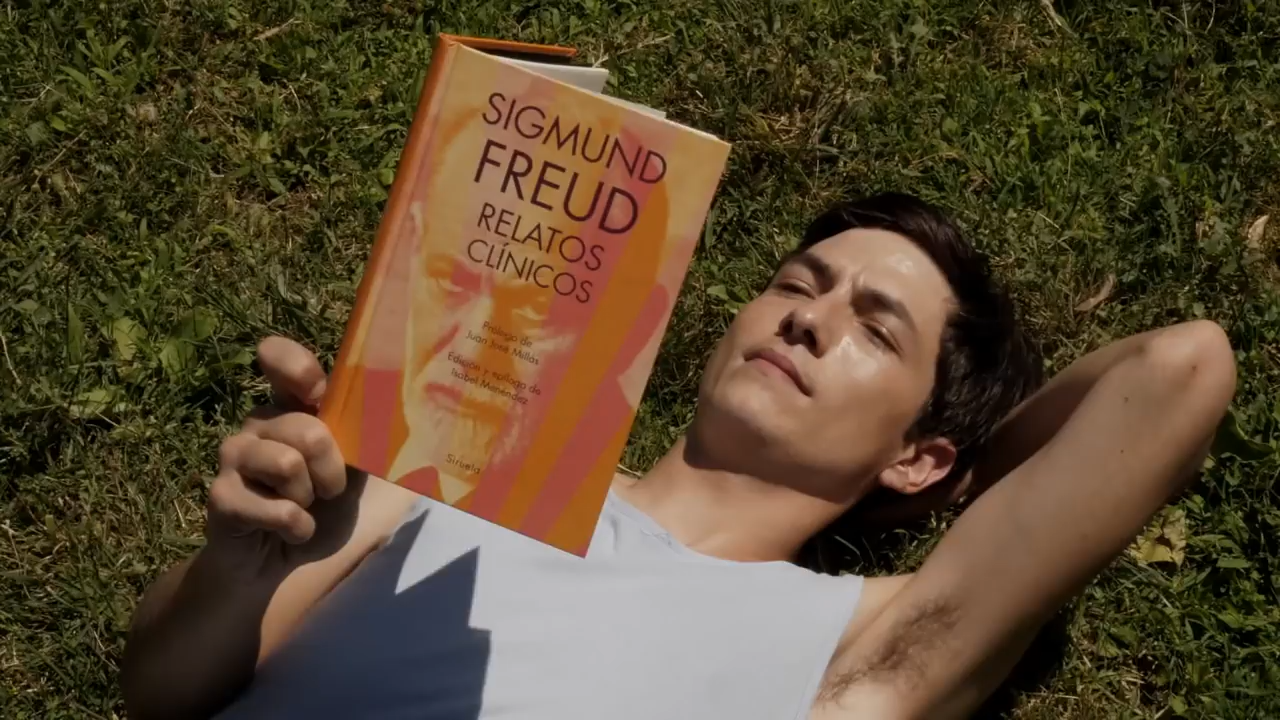 SIGMUND
FREUD
RELATOS
CLÍNICOS
Prólogo de
Juan José Millás
Edición y epílogo de
Isabel Menéndez
Siruela